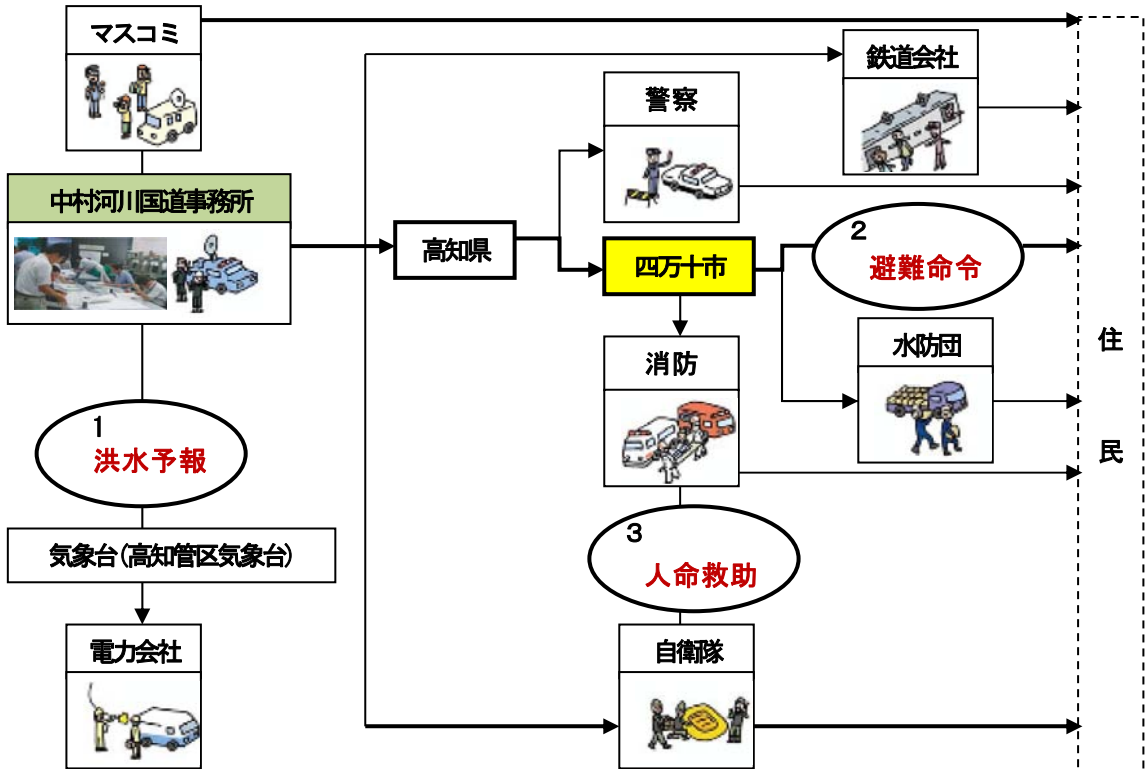 マスコミ
鉄道会社
警察
中村河川国道事務所
高知県
四万十市
2
避難命令
消防
水防団
住
民
1
洪水予報
3
人命救助
気象台(高知管区気象台)
電力会社
自衛隊